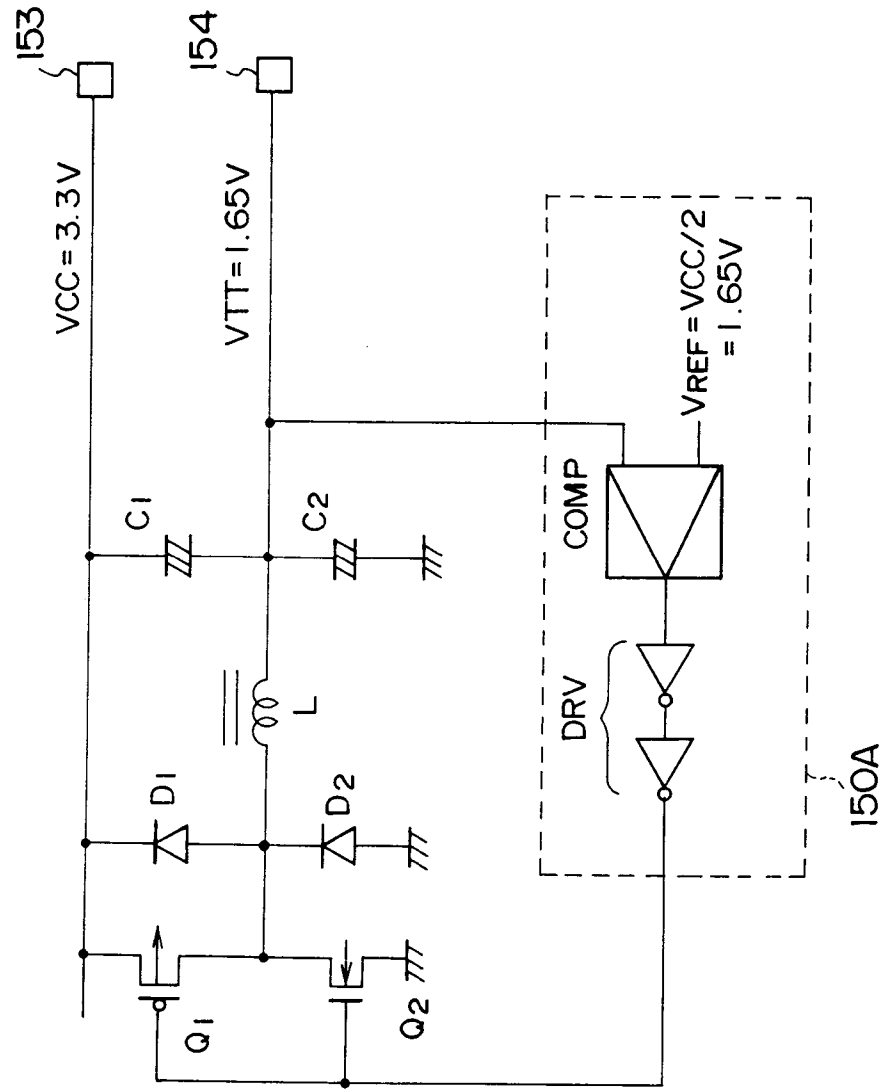 153
VCC=3.3V
154
VTT=1.65V
C1
C2
D1
D2
L
Q1
Q2
COMP
VREF=VCC/2
=1.65V
DRV
150A